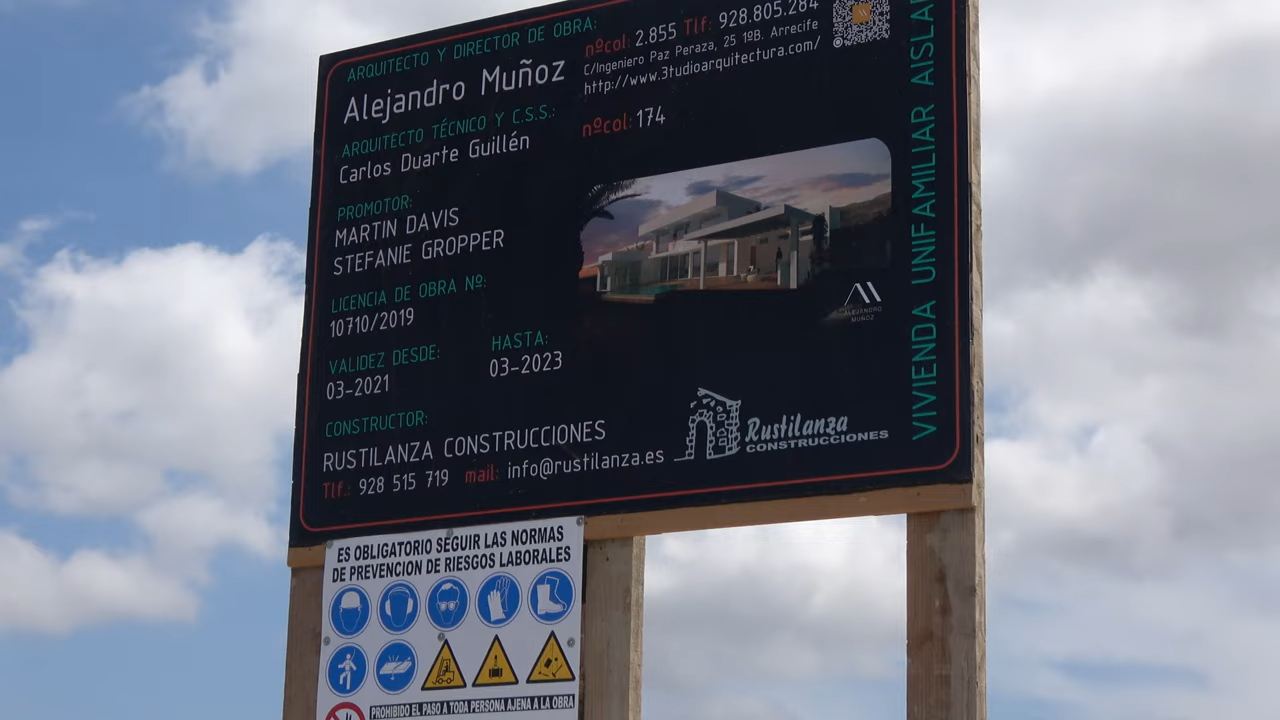 ARQUITECTO Y DIRECTOR DE OBRA:
Alejandro Muñoz
nºcol: 2.855 Tlf: 928.805.284
C/Ingeniero Paz Peraza, 25 1ºB. Arrecife
http://www.3tudioarquitectura.com/
ARQUITECTO TÉCNICO Y C.S.S.:
Carlos Duarte Guillén
nºcol: 174
PROMOTOR:
MARTIN DAVIS
STEFANIE GROPPER
LICENCIA DE OBRA Nº:
10710/2019
VALIDEZ DESDE:
03-2021
HASTA:
03-2023
CONSTRUCTOR:
RUSTILANZA CONSTRUCCIONES
Tlf.: 928 515 719 mail: info@rustilanza.es
ALEJANDRO
MUÑOZ
Rustilanza
CONSTRUCCIONES
VIVIENDA UNIFAMILIAR AISLA
ES OBLIGATORIO SEGUIR LAS NORMAS
DE PREVENCION DE RIESGOS LABORALES
PROHIBIDO EL PASO A TODA PERSONA AJENA A LA OBRA